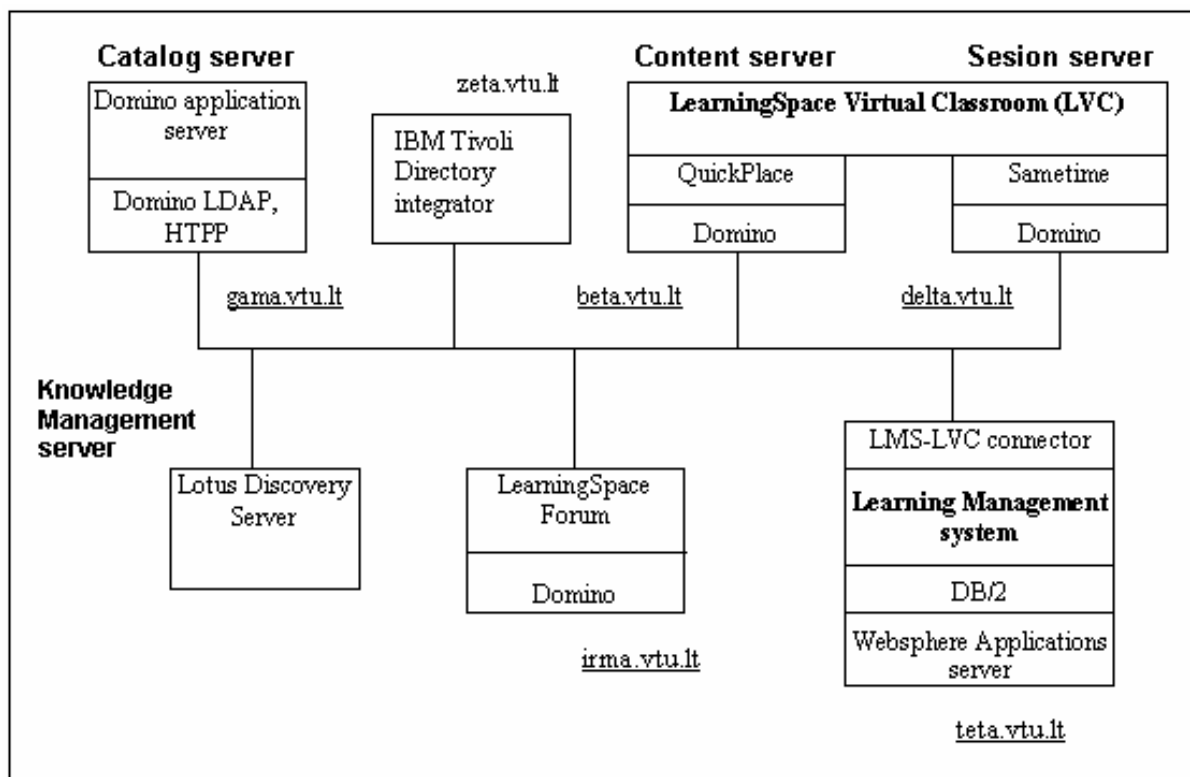 Catalog server
Domino application
server
Domino LDAP,
HTPP
gama.vtu.lt
zeta.vtu.lt
IBM Tivoli
Directory
integrator
Content server
Sesion server
LearningSpace Virtual Classroom (LVC)
QuickPlace
Domino
beta.vtu.lt
Sametime
Domino
delta.vtu.lt
Knowledge
Management
server
Lotus Discovery
Server
LearningSpace
Forum
Domino
irma.vtu.lt
LMS-LVC connector
Learning Management
system
DB/2
Websphere Applications
server
teta.vtu.lt